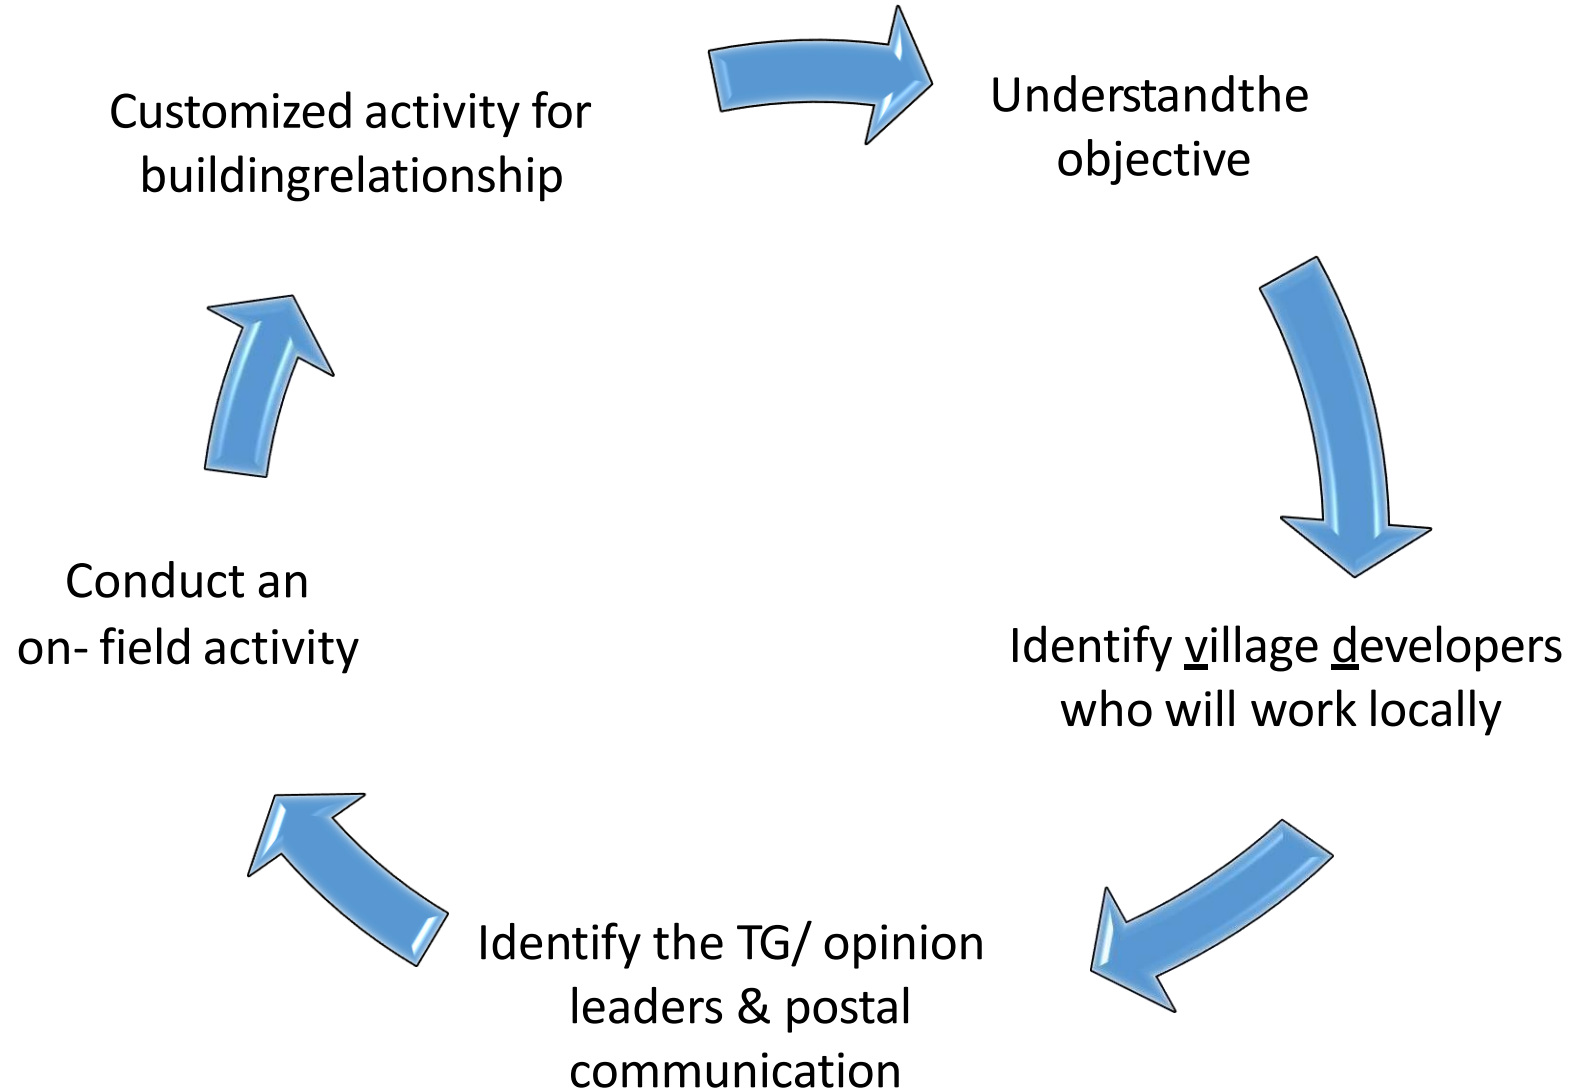 Customized activity for
buildingrelationship
Understandthe
objective
Identify village developers
who will work locally
Identify the TG/ opinion
leaders & postal
communication
Conduct an
on- field activity